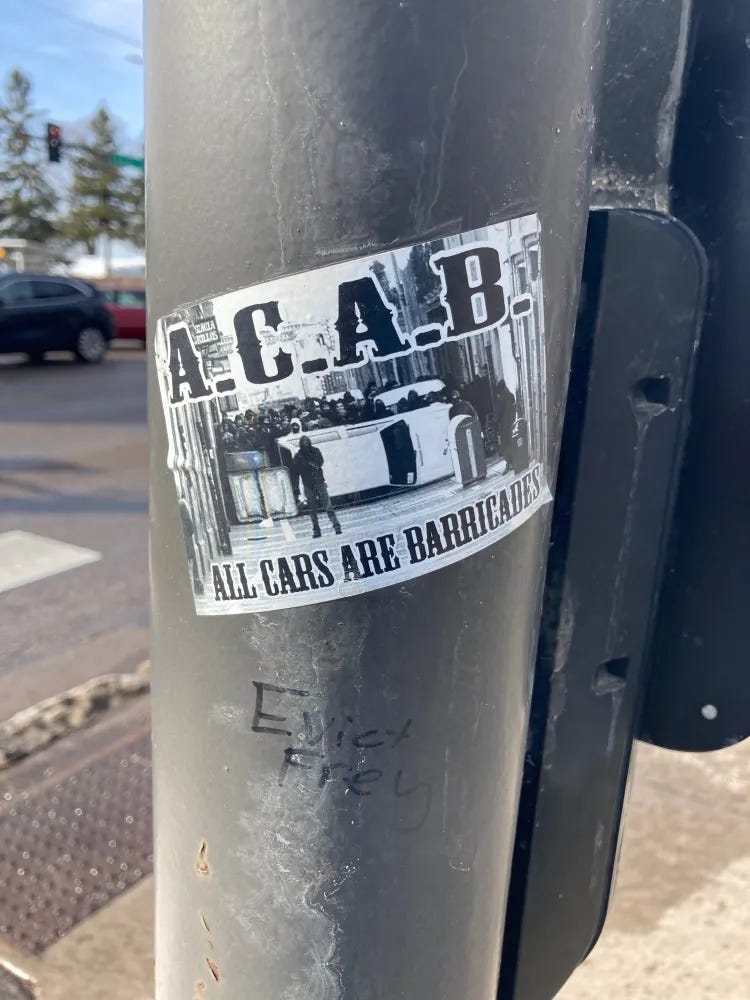 A.C.A.B.
ALL CARS ARE BARRICADES
Evict
Frey